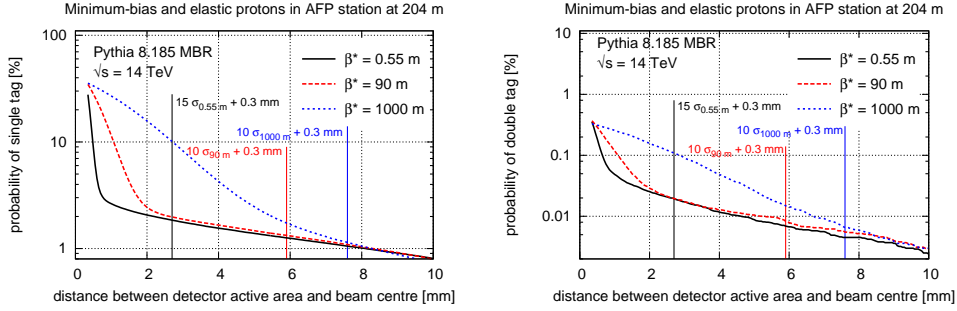 Minimum-bias and elastic protons in AFP station at 204 m
probability of single tag [%]
100
10
1
Pythia 8.185 MBR
√s = 14 TeV
β* = 0.55 m
β* = 90 m
β* = 1000 m
15 σ0.55 m + 0.3 mm
10 σ1000 m + 0.3 mm
10 σ90 m + 0.3 mm
0 2 4 6 8 10
distance between detector active area and beam centre [mm]
Minimum-bias and elastic protons in AFP station at 204 m
probability of double tag [%]
10
1
0.1
0.01
Pythia 8.185 MBR
√s = 14 TeV
β* = 0.55 m
β* = 90 m
β* = 1000 m
15 σ0.55 m + 0.3 mm
10 σ1000 m + 0.3 mm
10 σ90 m + 0.3 mm
0 2 4 6 8 10
distance between detector active area and beam centre [mm]